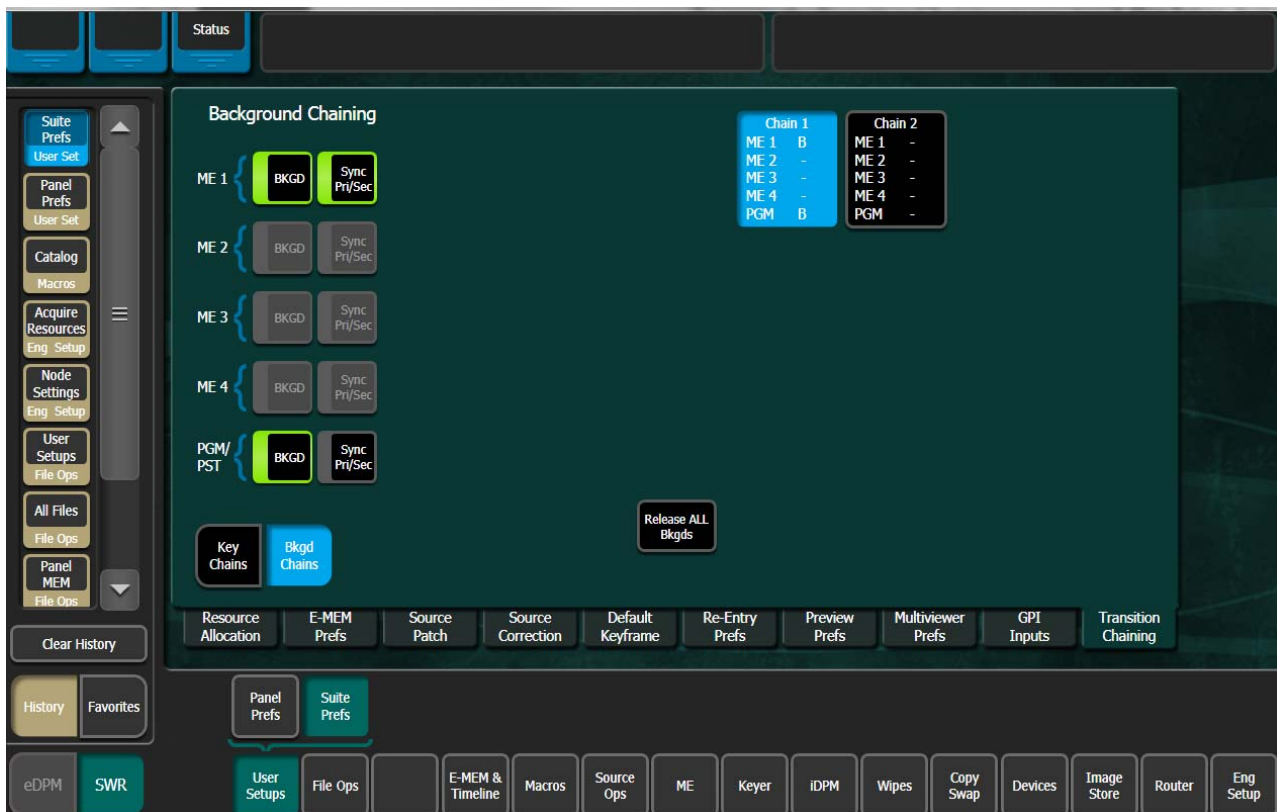 Status
Suite
Prefs
User Set
Panel
Prefs
User Set
Catalog
Macros
Acquire
Resources
Eng Setup
Node
Settings
Eng Setup
User
Setups
File Ops
All Files
File Ops
Panel
MEM
File Ops
Clear History
History
Favorites
eDPM
SWR
Background Chaining
ME 1
BKGD
Sync
Pri/Sec
ME 2
BKGD
Sync
Pri/Sec
ME 3
BKGD
Sync
Pri/Sec
ME 4
BKGD
Sync
Pri/Sec
PGM/
PST
BKGD
Sync
Pri/Sec
Chain 1
ME 1 B
ME 2 -
ME 3 -
ME 4 -
PGM B
Chain 2
ME 1 -
ME 2 -
ME 3 -
ME 4 -
PGM -
Release ALL
Bkgds
Key
Chains
Bkgd
Chains
Resource
Allocation
E-MEM
Prefs
Source
Patch
Source
Correction
Default
Keyframe
Re-Entry
Prefs
Preview
Prefs
Multiviewer
Prefs
GPI
Inputs
Transition
Chaining
Panel
Prefs
Suite
Prefs
User
Setups
File Ops
E-MEM &
Timeline
Macros
Source
Ops
ME
Keyer
iDPM
Wipes
Copy
Swap
Devices
Image
Store
Router
Eng
Setup